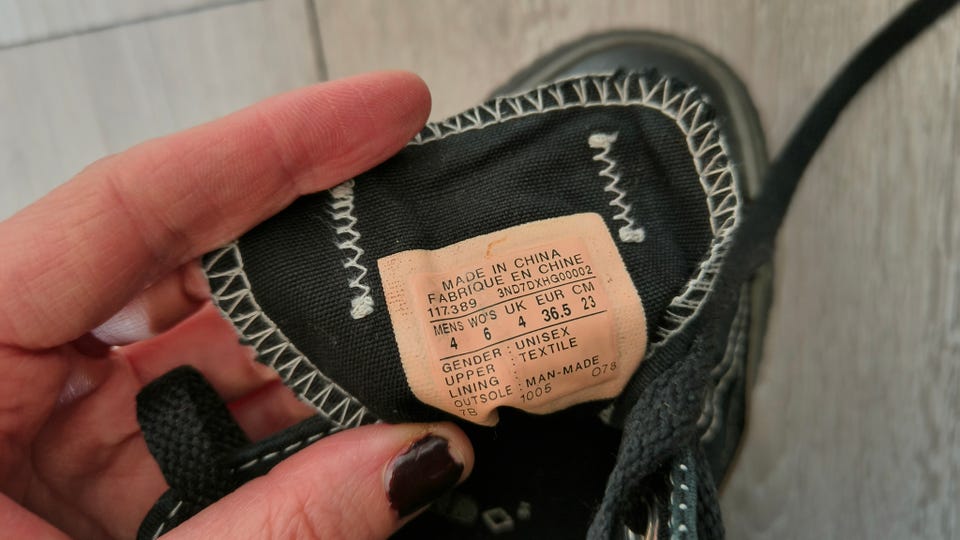 MADE IN CHINA
FABRIQUE EN CHINE
117389 3ND7DXHG00002
MENS WO'S UK EUR CM
4 6 4 36.5 23
GENDER : UNISEX
UPPER : TEXTILE
LINING :
OUTSOLE : MAN-MADE
7B 1005 078